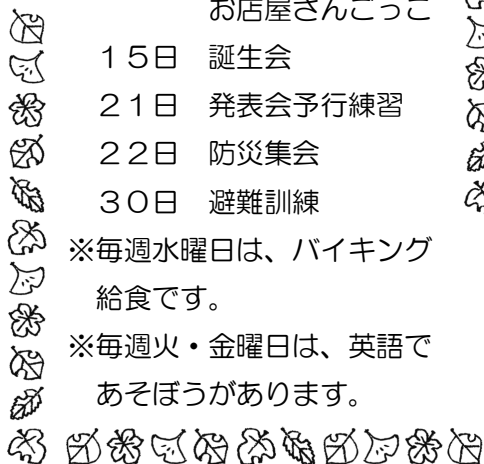 お店屋さんごっこ
１５日　誕生会
２１日　発表会予行練習
２２日　防災集会
３０日　避難訓練
※毎週水曜日は、バイキング
給食です。
※毎週火・金曜日は、英語で
あそぼうがあります。